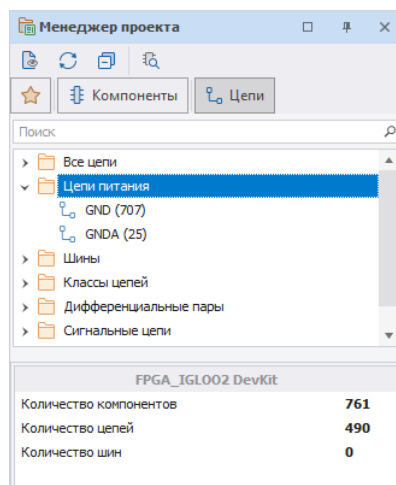 Менеджер проекта
Компоненты
Цепи
Поиск
Все цепи
Цепи питания
GND (707)
GNDA (25)
Шины
Классы цепей
Дифференциальные пары
Сигнальные цепи
FPGA_IGLOO2 DevKit
Количество компонентов 761
Количество цепей 490
Количество шин 0